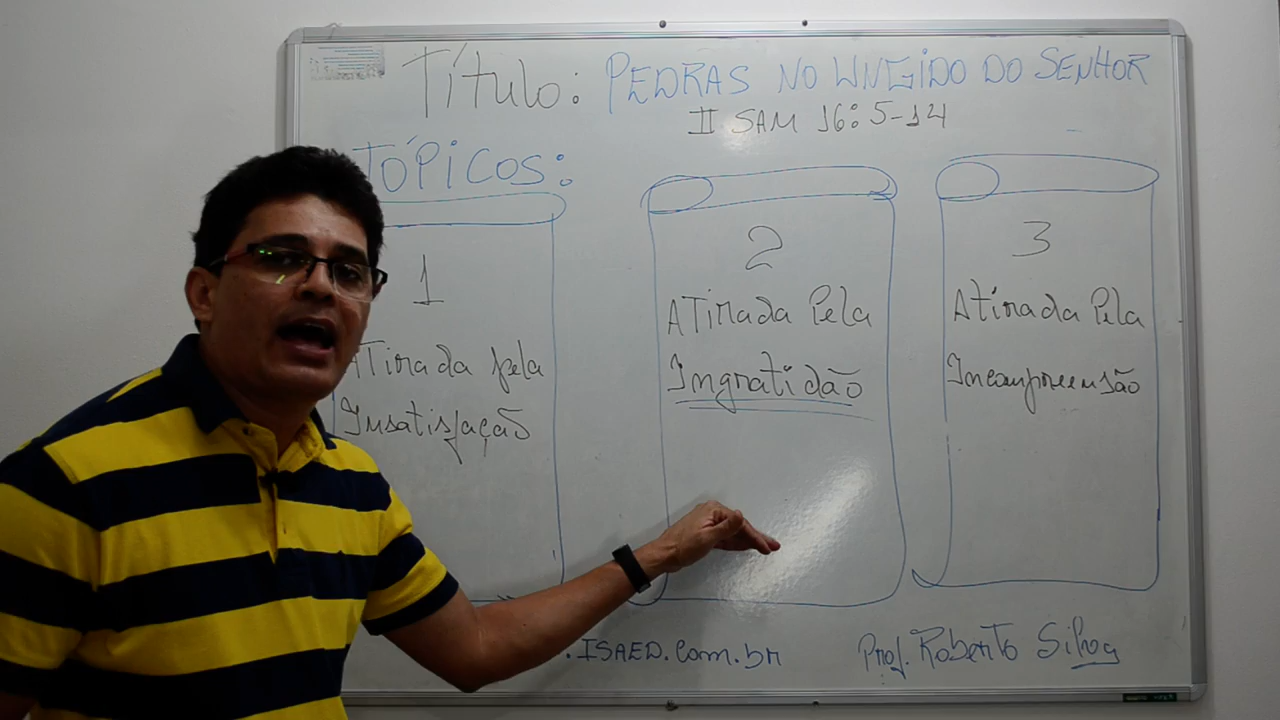 Título: PEDRAS NO UNGIDO DO SENHOR
II SAM 16:5-14
TÓPICOS:
1
ATirada pela
Insatisfação
2
ATirada Pela
Ingratidão
3
Atirada Pela
Incompreensão
.ISAED.com.br
Prof. Roberto Silva